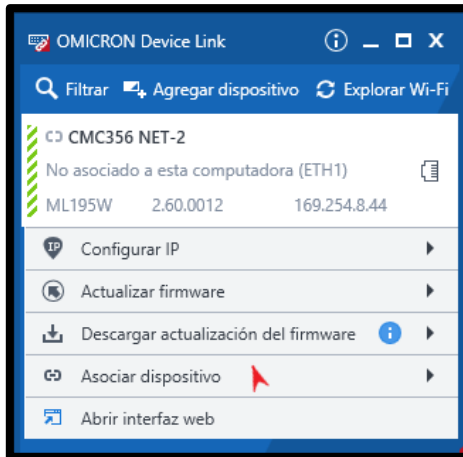 OMICRON Device Link
Filtrar Agregar dispositivo Explorar Wi-Fi
CMC356 NET-2
No asociado a esta computadora (ETH1)
ML195W 2.60.0012 169.254.8.44
IP Configurar IP
Actualizar firmware
Descargar actualización del firmware
Asociar dispositivo
Abrir interfaz web